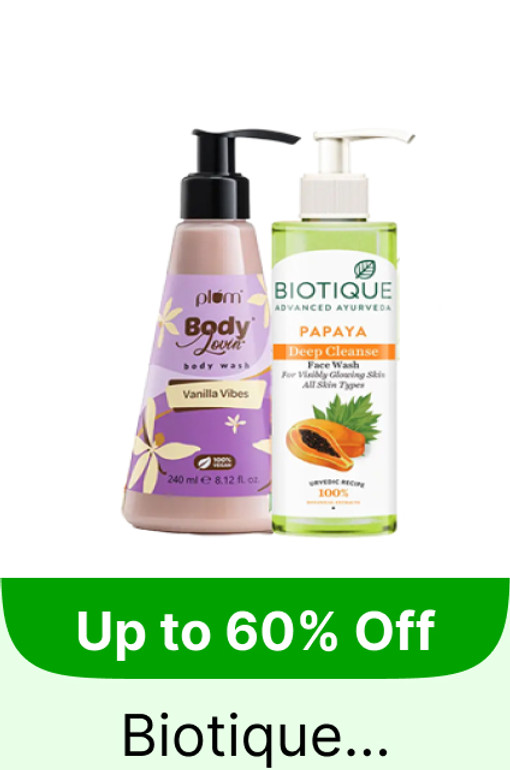 plum
Body
Lovin'
body wash
Vanilla Vibes
100%
VEGAN
240 ml ℮ 8.12 fl. oz.
BIOTIQUE
ADVANCED AYURVEDA
PAPAYA
Deep Cleanse
Face Wash
For Visibly Glowing Skin
All Skin Types
URVEDIC RECIPE
100%
Up to 60% Off
Biotique...